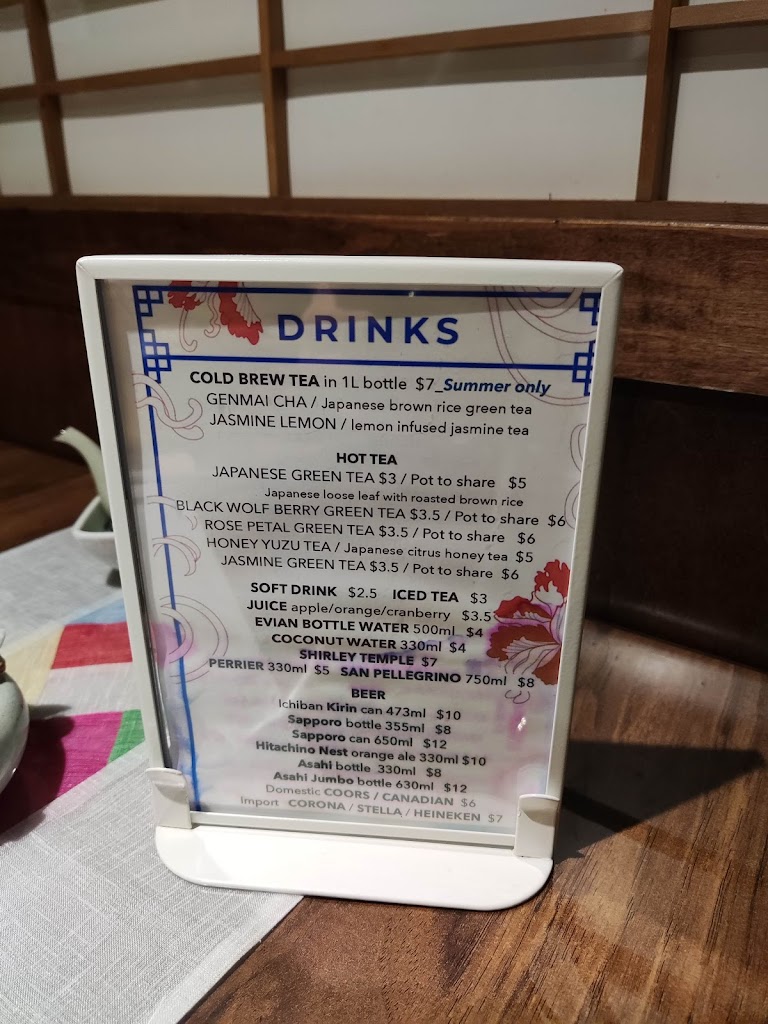 DRINKS
COLD BREW TEA in 1L bottle $7_Summer only
GENMAI CHA / Japanese brown rice green tea
JASMINE LEMON / lemon infused jasmine tea
HOT TEA
JAPANESE GREEN TEA $3 / Pot to share $5
Japanese loose leaf with roasted brown rice
BLACK WOLF BERRY GREEN TEA $3.5 / Pot to share $6
ROSE PETAL GREEN TEA $3.5 / Pot to share $6
HONEY YUZU TEA / Japanese citrus honey tea $5
JASMINE GREEN TEA $3.5 / Pot to share $6
SOFT DRINK $2.5 ICED TEA $3
JUICE apple/orange/cranberry $3.5
EVIAN BOTTLE WATER 500ml $4
COCONUT WATER 330ml $4
SHIRLEY TEMPLE $7
PERRIER 330ml $5 SAN PELLEGRINO 750ml $8
BEER
Ichiban Kirin can 473ml $10
Sapporo bottle 355ml $8
Sapporo can 650ml $12
Hitachino Nest orange ale 330ml $10
Asahi bottle 330ml $8
Asahi Jumbo bottle 630ml $12
Domestic COORS / CANADIAN $6
Import CORONA / STELLA / HEINEKEN $7